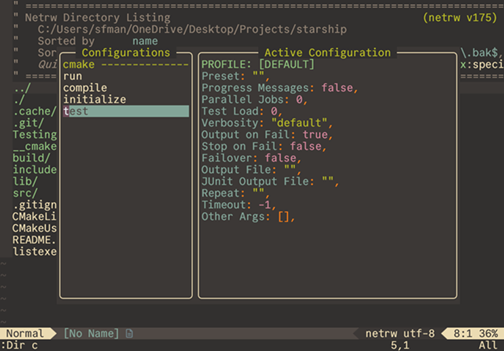 " ============================================================
" Netrw Directory Listing (netrw v175)
" C:/Users/sfman/OneDrive/Desktop/Projects/starship
" Sorted by name
" Sor \.bak$,
" Qui x:speci
" ====
../
./
.cache/
.git/
Testing
__cmake
build/
include
lib/
src/
.gitign
CMakeLi
CMakeUs
README.
listexe
Configurations
cmake -------------
run
compile
initialize
test
Active Configuration
PROFILE: [DEFAULT]
Preset: "",
Progress Messages: false,
Parallel Jobs: 0,
Test Load: 0,
Verbosity: "default",
Output on Fail: true,
Stop on Fail: false,
Failover: false,
Output File: "",
JUnit Output File: "",
Repeat: "",
Timeout: -1,
Other Args: [],
~
~
~
~
Normal [No Name] netrw utf-8 8:1 36%
:Dir c 5,1 All